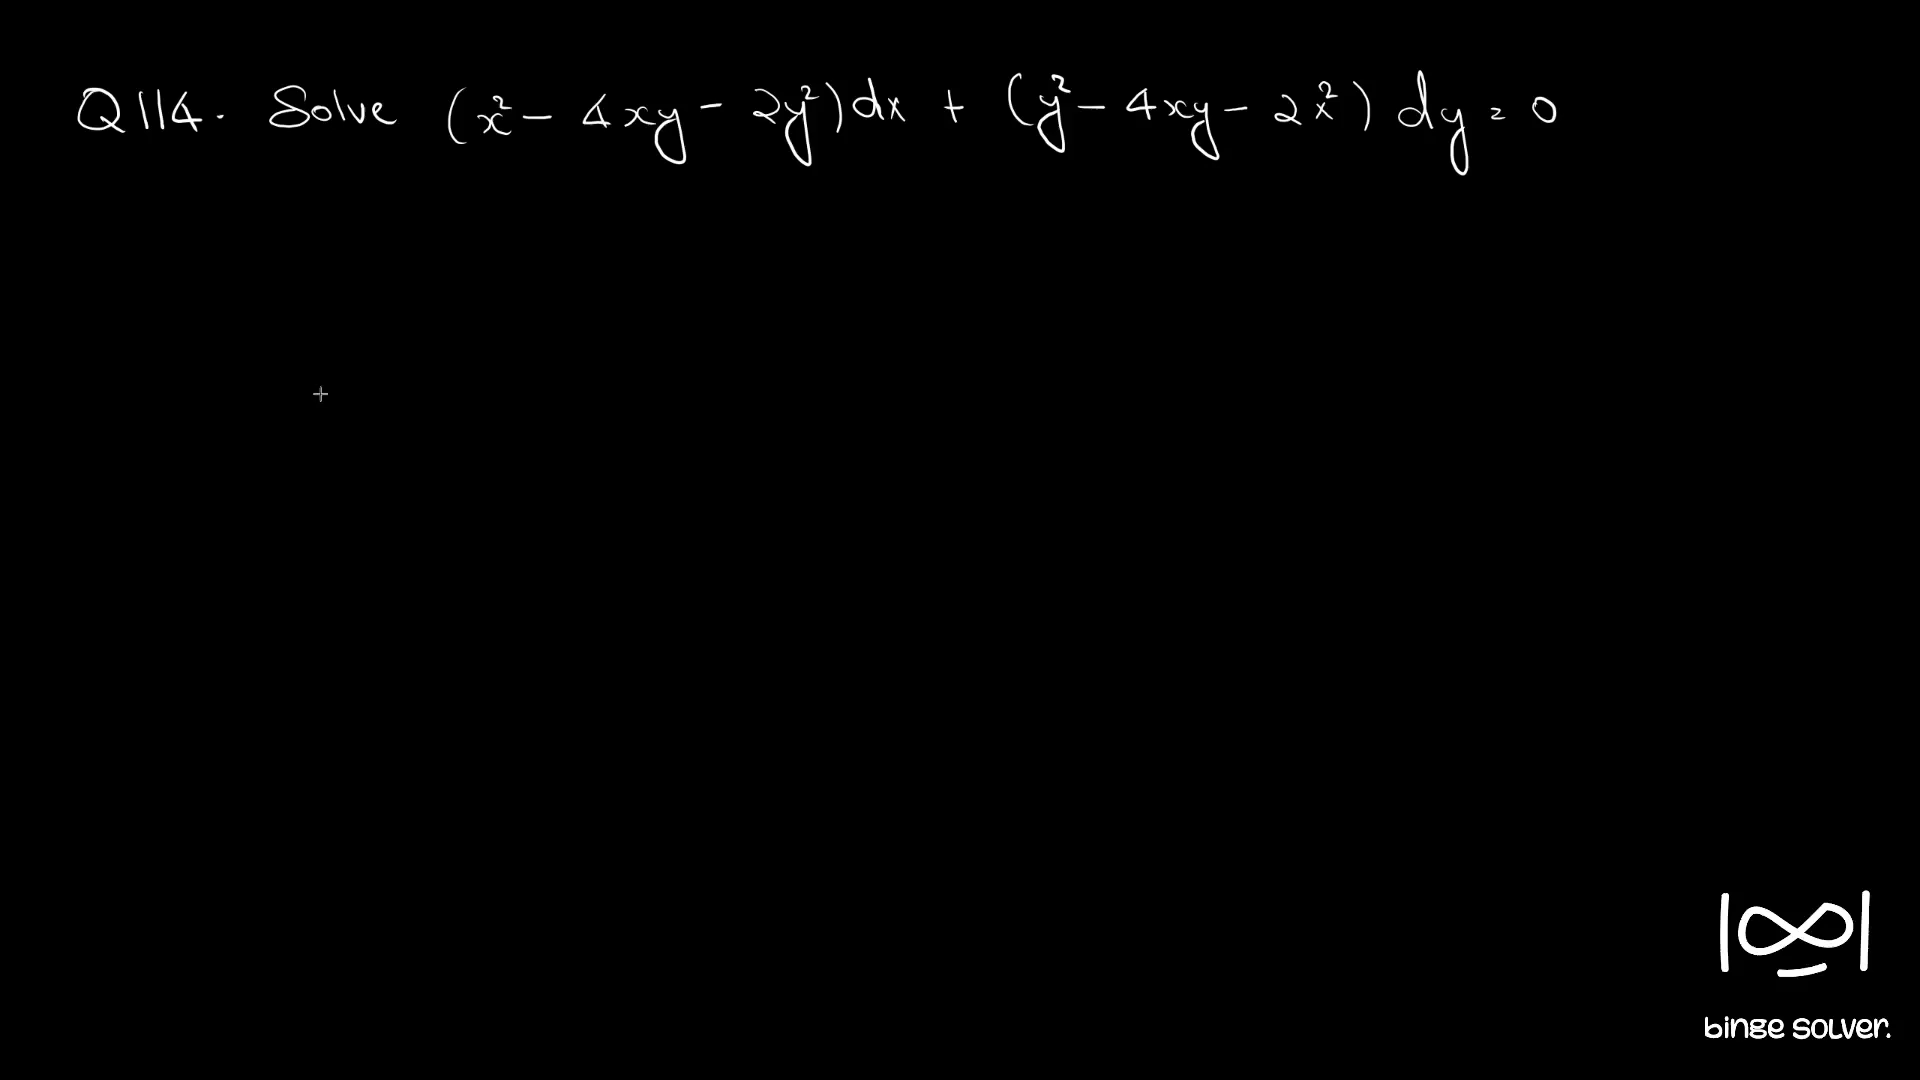 Q114. Solve (x² - 4xy - 2y²)dx + (y² - 4xy - 2x²) dy = 0
binge solver.